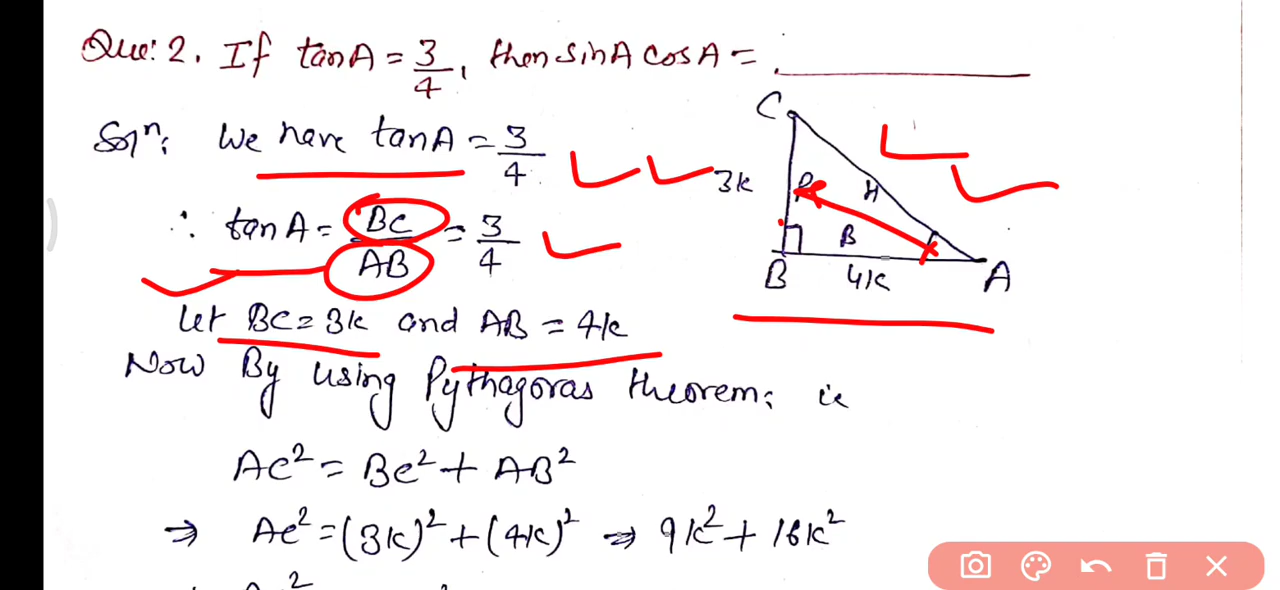 Que: 2. If tanA = 3/4, then sinA cosA = ___________
Solⁿ: We have tanA = 3/4
∴ tanA = BC/AB = 3/4
Let BC = 3k and AB = 4k
Now By using Pythagoras theorem; ie
AC² = BC² + AB²
⇒ AC² = (3k)² + (4k)² ⇒ 9k² + 16k²
C
3k
P
H
B
B
4k
A